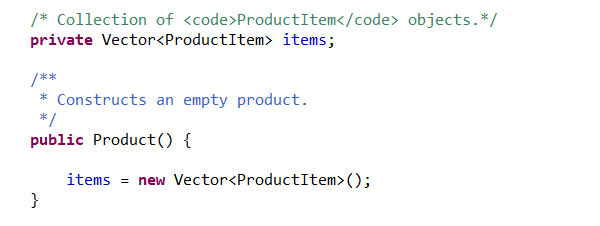 /* Collection of <code>ProductItem</code> objects.*/
private Vector<ProductItem> items;
/**
* Constructs an empty product.
*/
public Product() {
items = new Vector<ProductItem>();
}